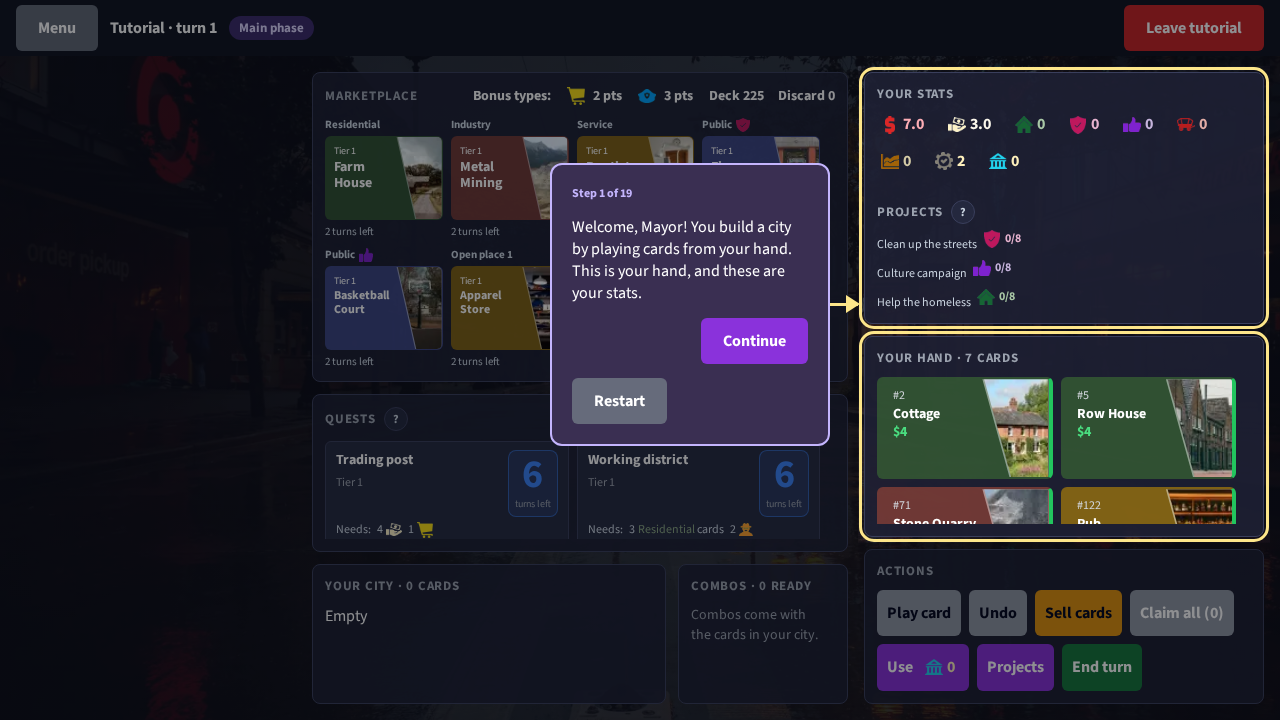 Menu
Tutorial · turn 1
Main phase
Leave tutorial
MARKETPLACE
Bonus types:
2 pts
3 pts
Deck 225
Discard 0
Residential
Industry
Service
Public
Tier 1
Farm
House
2 turns left
Tier 1
Metal
Mining
2 turns left
Tier 1
Tier 1
Public
Open place 1
Tier 1
Basketball
Court
2 turns left
Tier 1
Apparel
Store
2 turns left
Step 1 of 19
Welcome, Mayor! You build a city
by playing cards from your hand.
This is your hand, and these are
your stats.
Continue
Restart
QUESTS
?
Trading post
Tier 1
6
turns left
Needs: 4 1
Working district
Tier 1
6
turns left
Needs: 3 Residential cards 2
YOUR CITY · 0 CARDS
Empty
COMBOS · 0 READY
Combos come with
the cards in your city.
YOUR STATS
7.0
3.0
0
0
0
0
0
2
0
PROJECTS
?
Clean up the streets 0/8
Culture campaign 0/8
Help the homeless 0/8
YOUR HAND · 7 CARDS
#2
Cottage
$4
#5
Row House
$4
#71
Stone Quarry
#122
Pub
ACTIONS
Play card
Undo
Sell cards
Claim all (0)
Use 0
Projects
End turn
order pickup